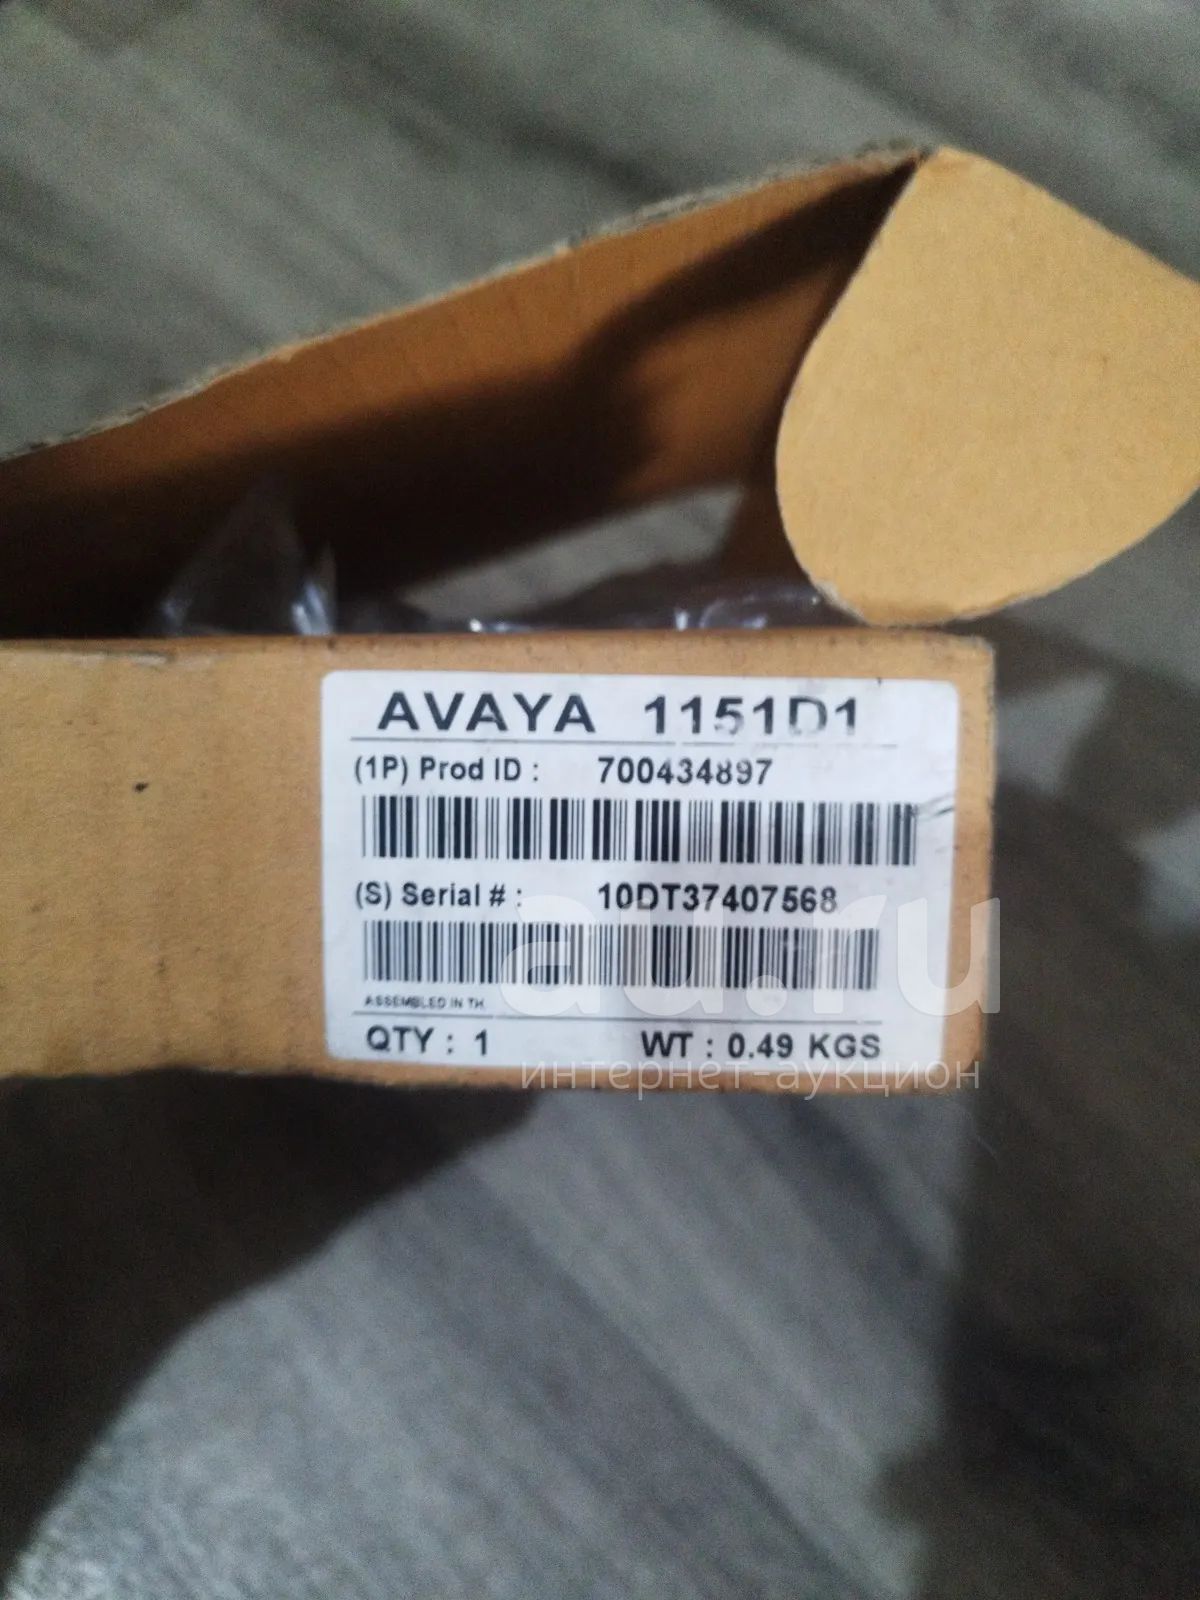 AVAYA 1151D1
(1P) Prod ID : 700434897
(S) Serial # : 10DT37407568
ASSEMBLED IN TH.
QTY : 1 WT : 0.49 KGS
au.ru
интернет-аукцион